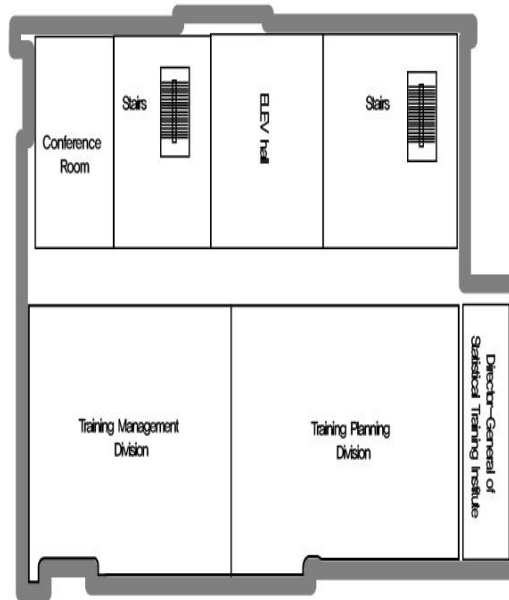 Stairs
ELEV hall
Stairs
Conference
Room
Training Management
Division
Training Planning
Division
Director-General of
Statistical Training Institute